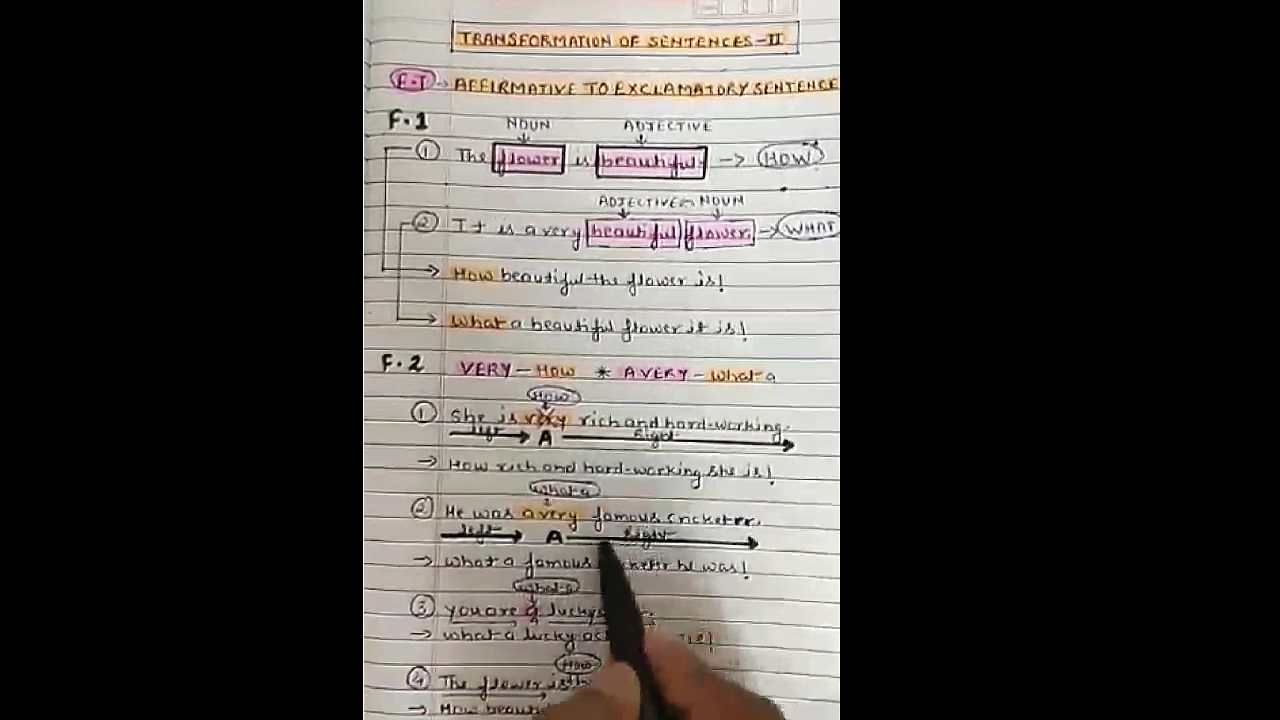 TRANSFORMATION OF SENTENCES-II
AFFIRMATIVE TO EXCLAMATORY SENTENCE
F.1 NOUN ADJECTIVE
① The flower is beautiful. -> HOW
ADJECTIVE NOUN
② It is a very beautiful flower. -> WHAT
-> How beautiful the flower is!
-> What a beautiful flower it is!
F.2 VERY - HOW * A VERY - what-a
How
① She is very rich and hard-working.
left A Right
-> How rich and hard-working she is!
what-a
② He was a very famous cricketer.
left A Right
-> what a famous he was!
what-a
③ you are a lucky
-> what a lucky
How
④ The flower is
-> How